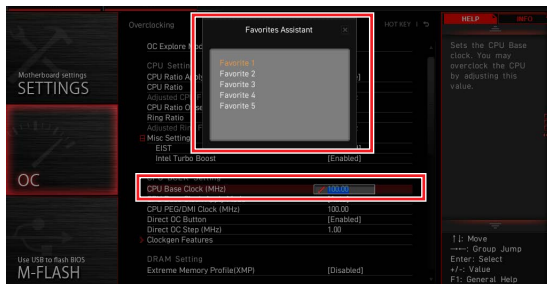 HELP
INFO
Overclocking
Favorites Assistant
HOT KEY
OC Explore
Favorite 1
Favorite 2
Favorite 3
Favorite 4
Favorite 5
Sets the CPU Base
clock. You may
overclock the CPU
by adjusting this
value.
Motherboard settings
SETTINGS
CPU Setting
CPU Ratio
CPU Ratio
Adjusted CPU
CPU Ratio
Ring Ratio
Adjusted Ring
Misc Setting
EIST
Intel Turbo Boost [Enabled]
OC
CPU Base Clock (MHz) 100.00
CPU PEG/DMI Clock (MHz) 100.00
Direct OC Button [Enabled]
Direct OC Step (MHz) 1.00
Clockgen Features
DRAM Setting
Extreme Memory Profile(XMP) [Disabled]
Use USB to flash BIOS
M-FLASH
↑↓: Move
→←: Group Jump
Enter: Select
+/-: Value
F1: General Help